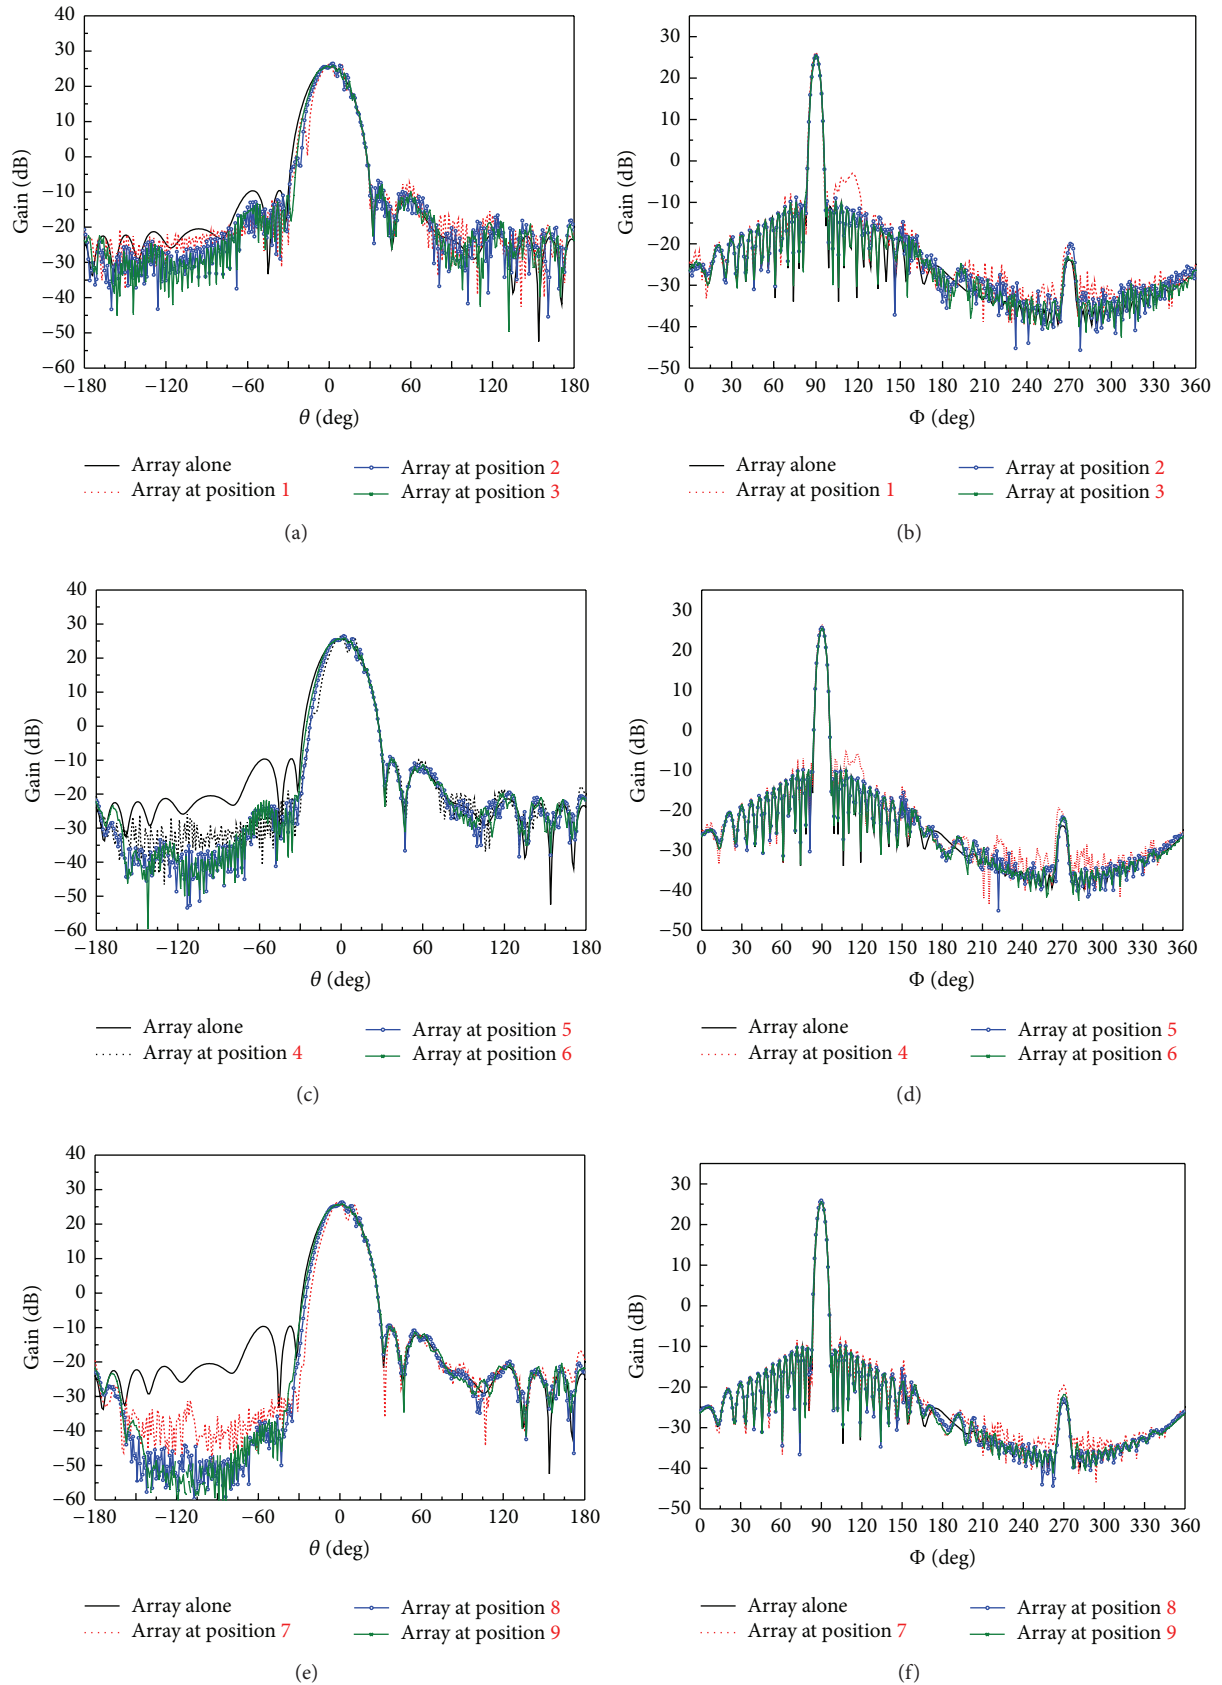 40
30
20
10
0
−10
−20
−30
−40
−50
−60
Gain (dB)
−180 −120 −60 0 60 120 180
θ (deg)
Array alone
Array at position 1
Array at position 2
Array at position 3
(a)
30
20
10
0
−10
−20
−30
−40
−50
Gain (dB)
0 30 60 90 120 150 180 210 240 270 300 330 360
Φ (deg)
Array alone
Array at position 1
Array at position 2
Array at position 3
(b)
40
30
20
10
0
−10
−20
−30
−40
−50
−60
Gain (dB)
−180 −120 −60 0 60 120 180
θ (deg)
Array alone
Array at position 4
Array at position 5
Array at position 6
(c)
30
20
10
0
−10
−20
−30
−40
−50
Gain (dB)
0 30 60 90 120 150 180 210 240 270 300 330 360
Φ (deg)
Array alone
Array at position 4
Array at position 5
Array at position 6
(d)
40
30
20
10
0
−10
−20
−30
−40
−50
−60
Gain (dB)
−180 −120 −60 0 60 120 180
θ (deg)
Array alone
Array at position 7
Array at position 8
Array at position 9
(e)
30
20
10
0
−10
−20
−30
−40
−50
Gain (dB)
0 30 60 90 120 150 180 210 240 270 300 330 360
Φ (deg)
Array alone
Array at position 7
Array at position 8
Array at position 9
(f)